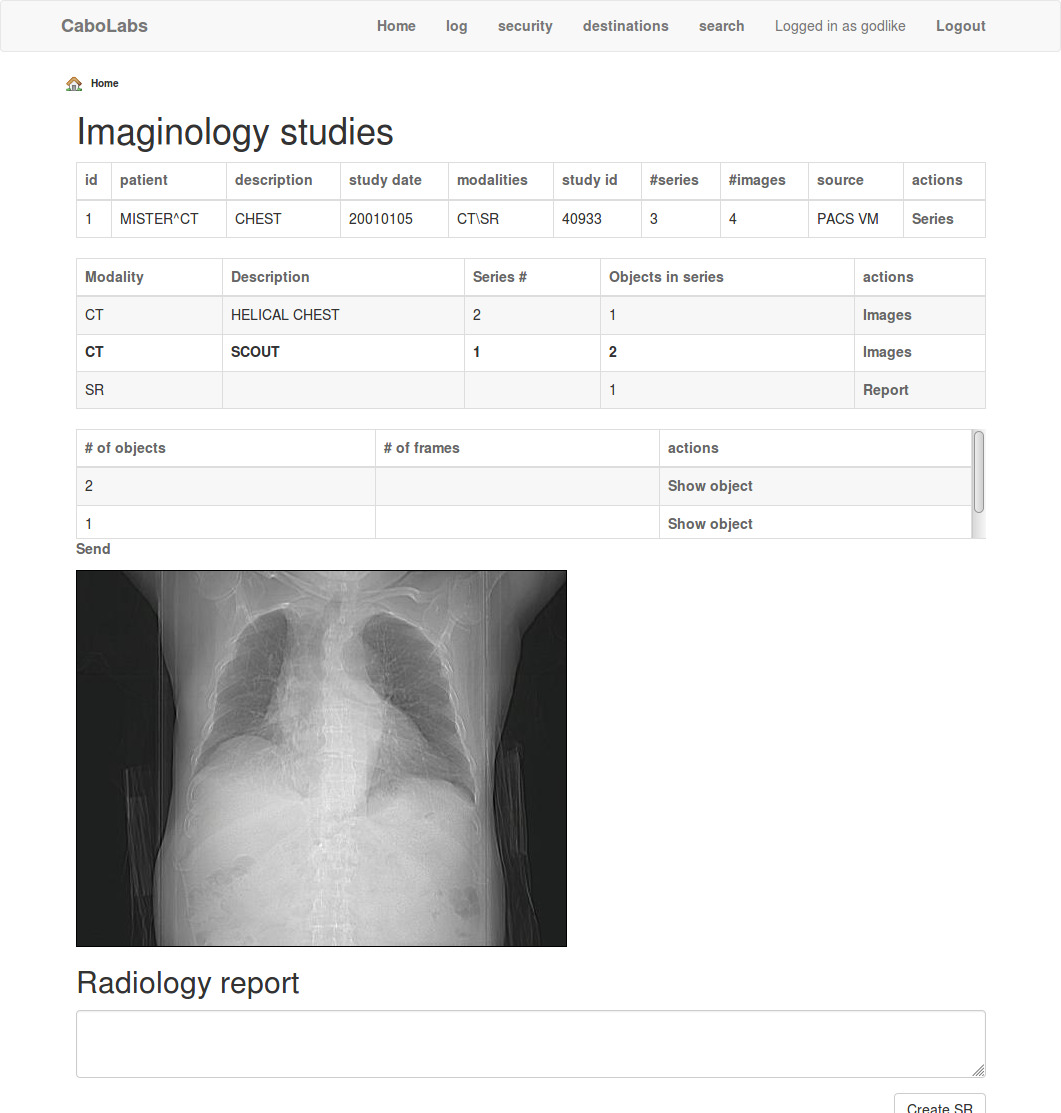 CaboLabs Home log security destinations search Logged in as godlike Logout
Home
Imaginology studies
id patient description study date modalities study id #series #images source actions
1 MISTER^CT CHEST 20010105 CT\SR 40933 3 4 PACS VM Series
Modality Description Series # Objects in series actions
CT HELICAL CHEST 2 1 Images
CT SCOUT 1 2 Images
SR 1 Report
# of objects # of frames actions
2 Show object
1 Show object
Send
Radiology report
Create SR